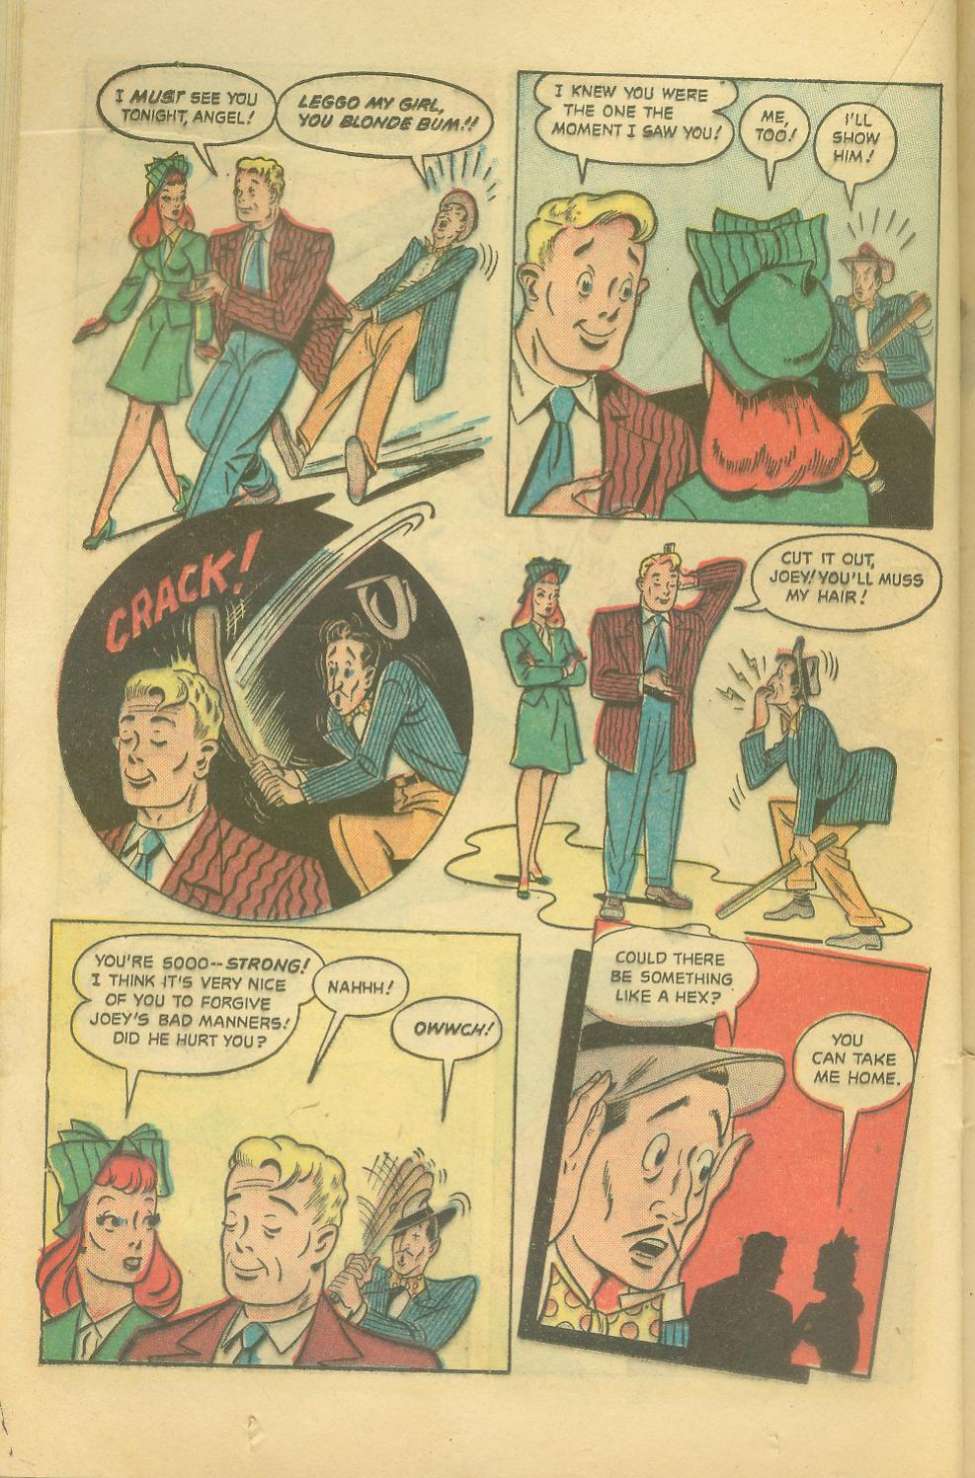 I MUST SEE YOU
TONIGHT, ANGEL!
LEGGO MY GIRL,
YOU BLONDE BUM!!
I KNEW YOU WERE
THE ONE THE
MOMENT I SAW YOU!
ME,
TOO!
I'LL
SHOW
HIM!
CRACK!
CUT IT OUT,
JOEY! YOU'LL MUSS
MY HAIR!
YOU'RE SOOO--STRONG!
I THINK IT'S VERY NICE
OF YOU TO FORGIVE
JOEY'S BAD MANNERS!
DID HE HURT YOU?
NAHHH!
OWWCH!
COULD THERE
BE SOMETHING
LIKE A HEX?
YOU
CAN TAKE
ME HOME.